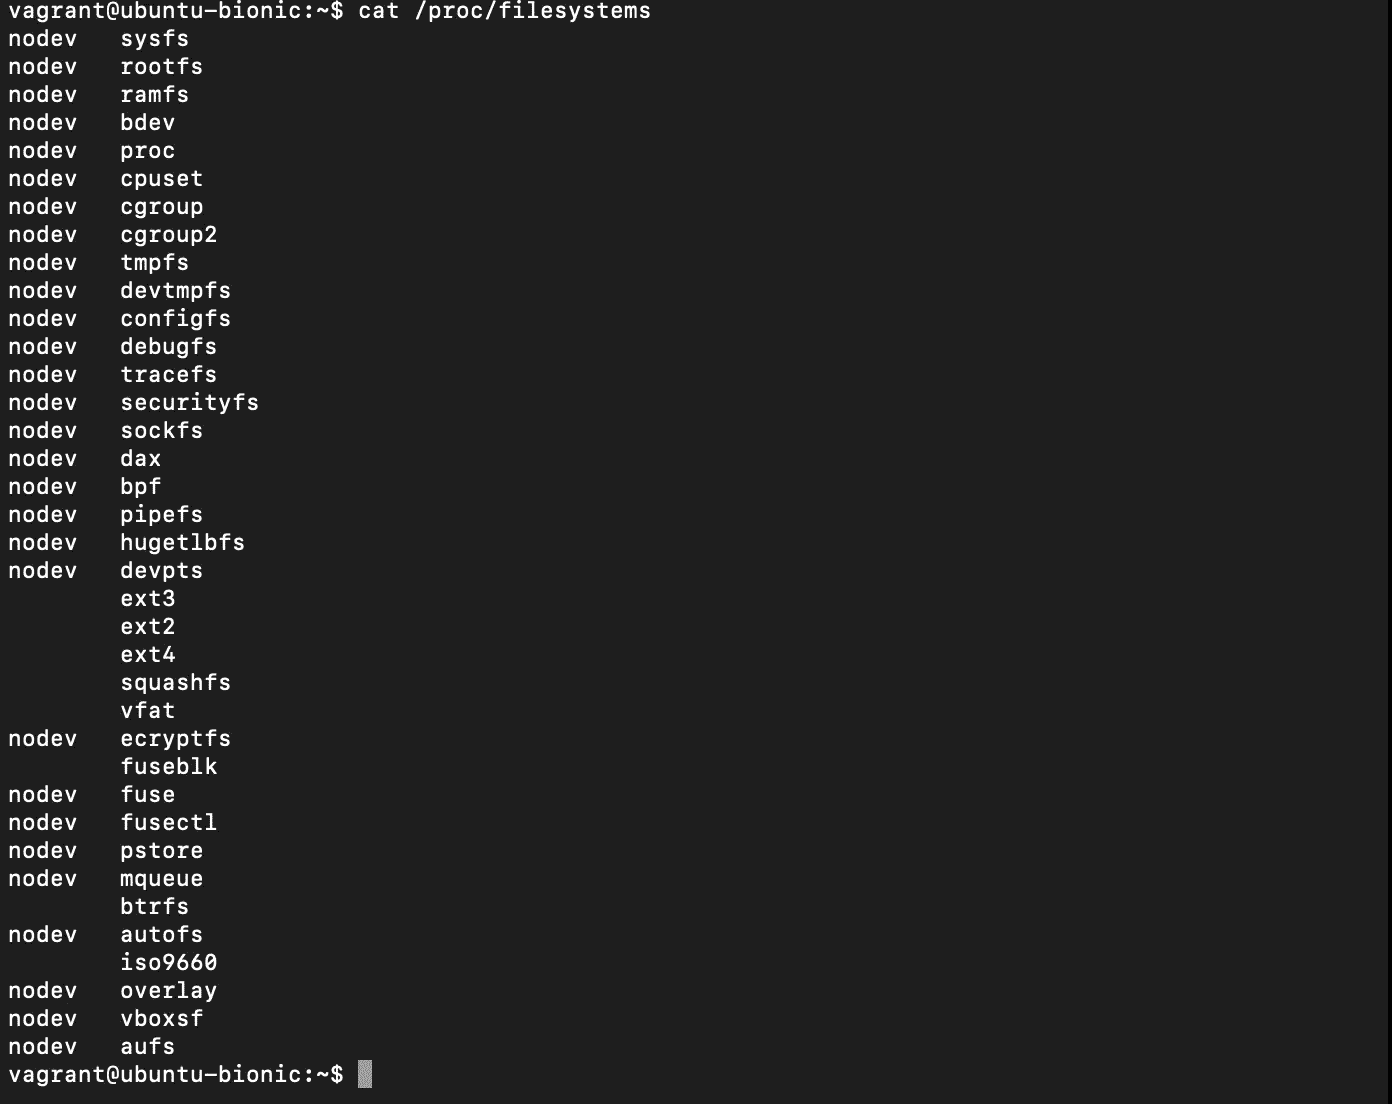 vagrant@ubuntu-bionic:~$ cat /proc/filesystems
nodev   sysfs
nodev   rootfs
nodev   ramfs
nodev   bdev
nodev   proc
nodev   cpuset
nodev   cgroup
nodev   cgroup2
nodev   tmpfs
nodev   devtmpfs
nodev   configfs
nodev   debugfs
nodev   tracefs
nodev   securityfs
nodev   sockfs
nodev   dax
nodev   bpf
nodev   pipefs
nodev   hugetlbfs
nodev   devpts
        ext3
        ext2
        ext4
        squashfs
        vfat
nodev   ecryptfs
        fuseblk
nodev   fuse
nodev   fusectl
nodev   pstore
nodev   mqueue
        btrfs
nodev   autofs
        iso9660
nodev   overlay
nodev   vboxsf
nodev   aufs
vagrant@ubuntu-bionic:~$